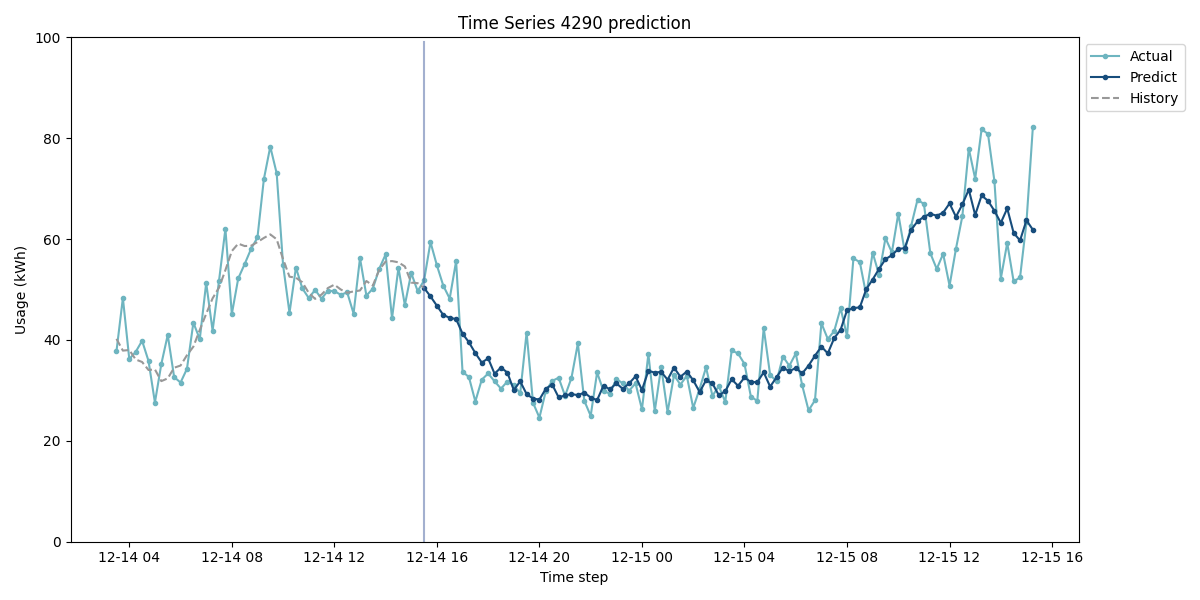 Time Series 4290 prediction
Usage (kWh)
100
80
60
40
20
0
12-14 04
12-14 08
12-14 12
12-14 16
12-14 20
12-15 00
12-15 04
12-15 08
12-15 12
12-15 16
Time step
Actual
Predict
History